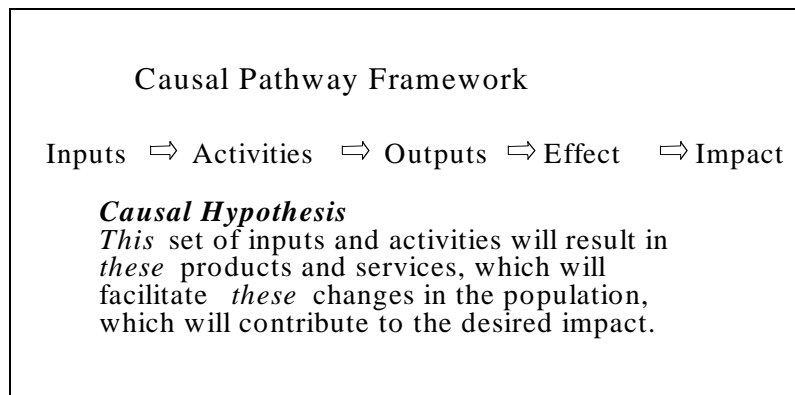 Causal Pathway Framework
Inputs ⇨ Activities ⇨ Outputs ⇨ Effect ⇨ Impact
Causal Hypothesis
This set of inputs and activities will result in
these products and services, which will
facilitate these changes in the population,
which will contribute to the desired impact.